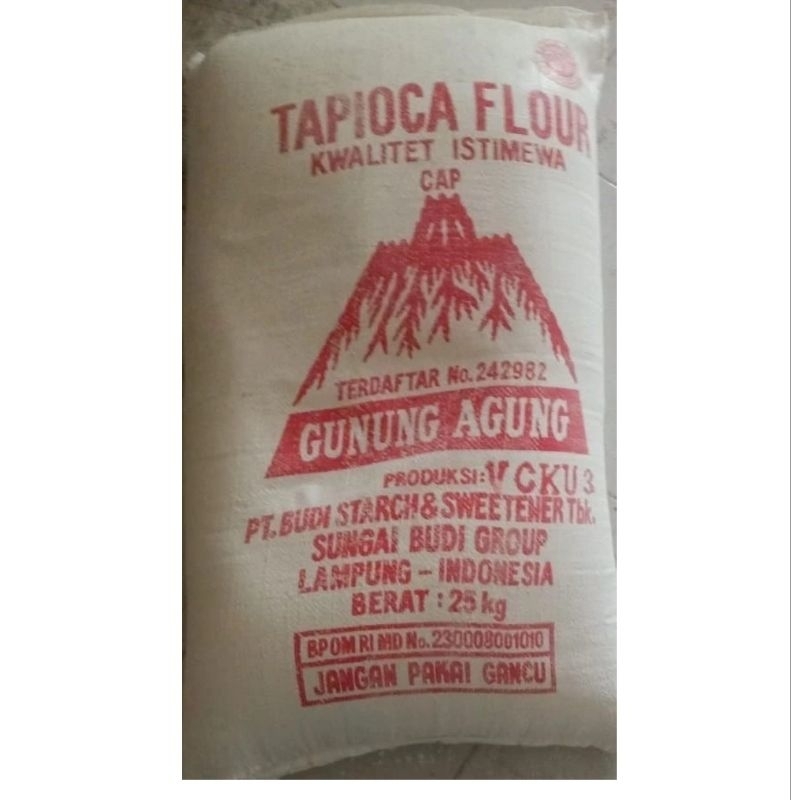 TAPIOCA FLOUR
KWALITET ISTIMEWA
CAP
TERDAFTAR No. 242982
GUNUNG AGUNG
PRODUKSI: V CKU 3
PT. BUDI STARCH & SWEETENER Tbk.
SUNGAI BUDI GROUP
LAMPUNG - INDONESIA
BERAT : 25 kg
BPOM RI MD No. 230008001010
JANGAN PAKAI GANCU